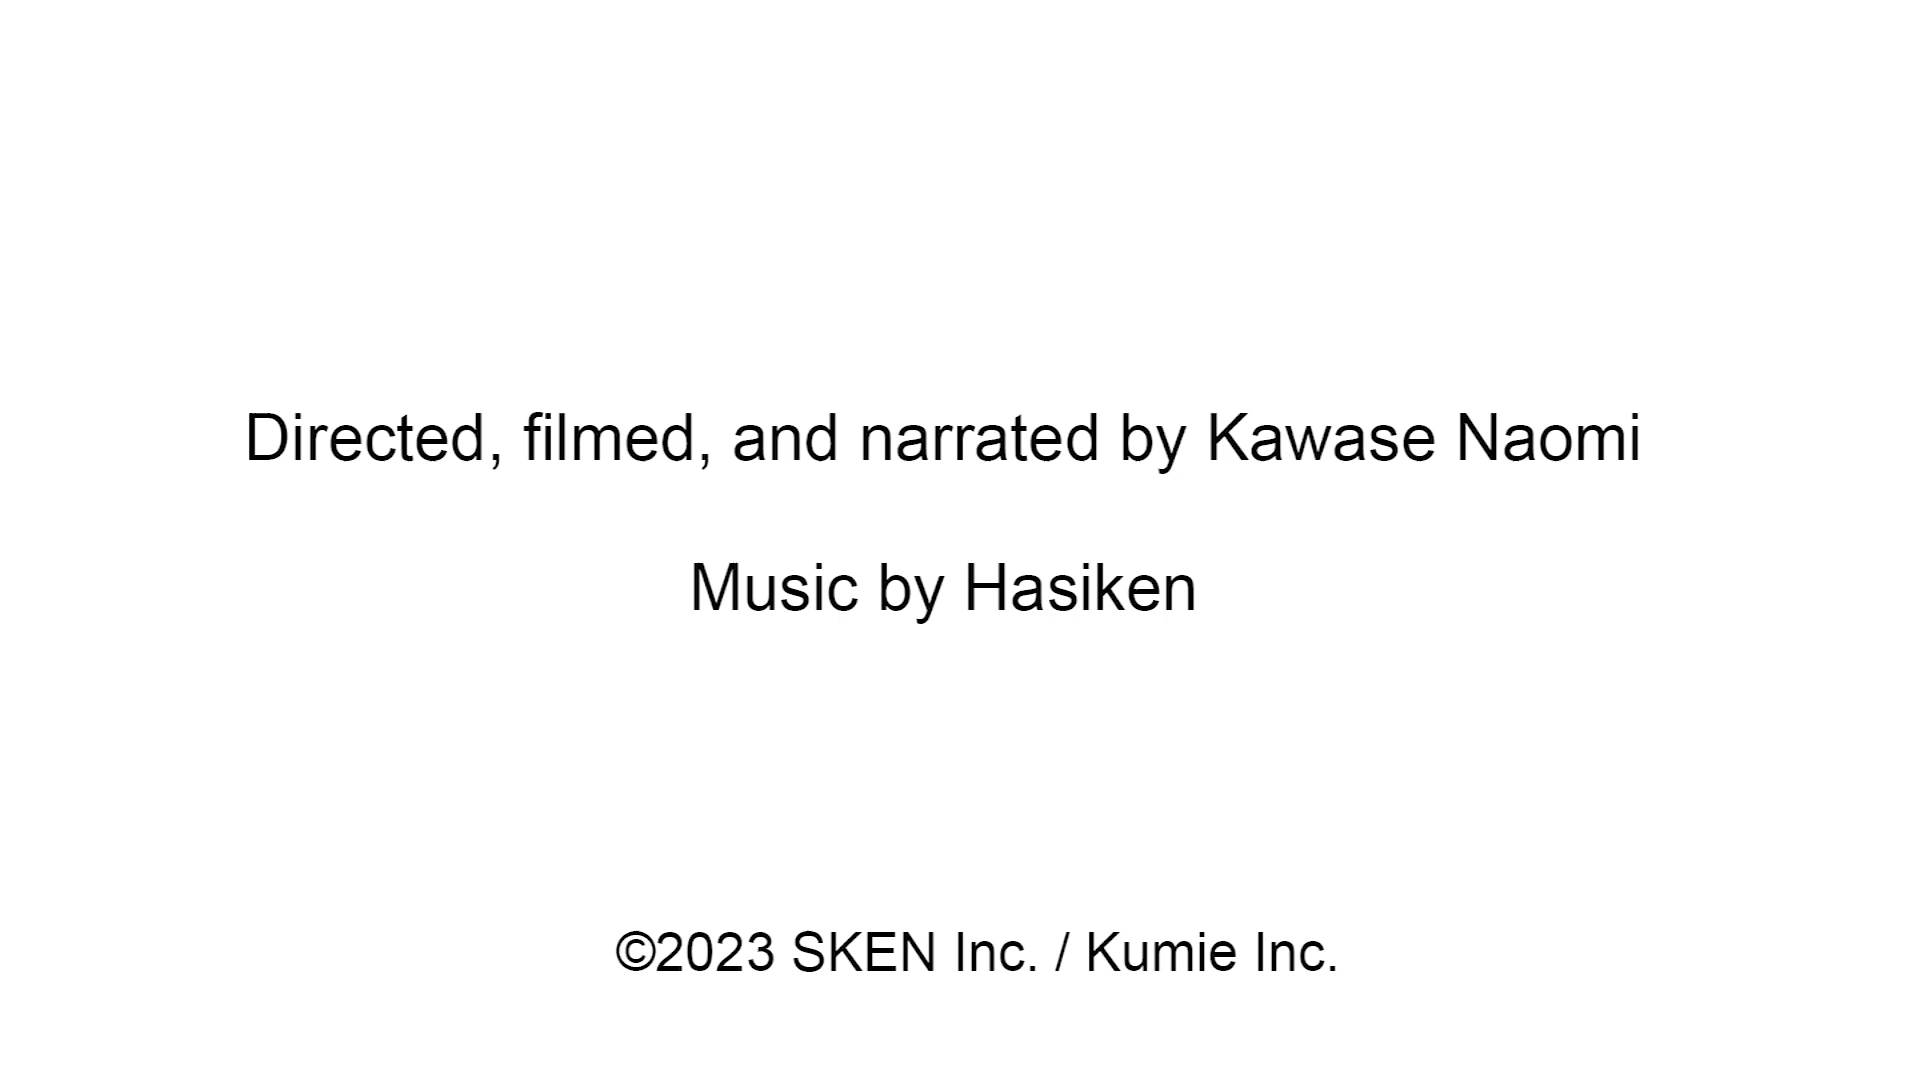 Directed, filmed, and narrated by Kawase Naomi
Music by Hasiken
©2023 SKEN Inc. / Kumie Inc.